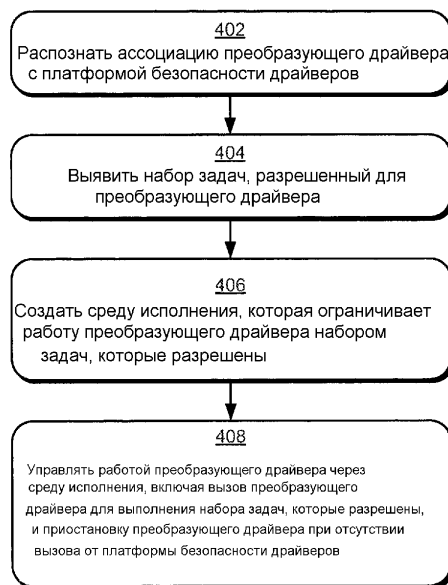 402
Распознать ассоциацию преобразующего драйвера
с платформой безопасности драйверов
404
Выявить набор задач, разрешенный для
преобразующего драйвера
406
Создать среду исполнения, которая ограничивает
работу преобразующего драйвера набором
задач, которые разрешены
408
Управлять работой преобразующего драйвера через
среду исполнения, включая вызов преобразующего
драйвера для выполнения набора задач, которые разрешены,
и приостановку преобразующего драйвера при отсутствии
вызова от платформы безопасности драйверов